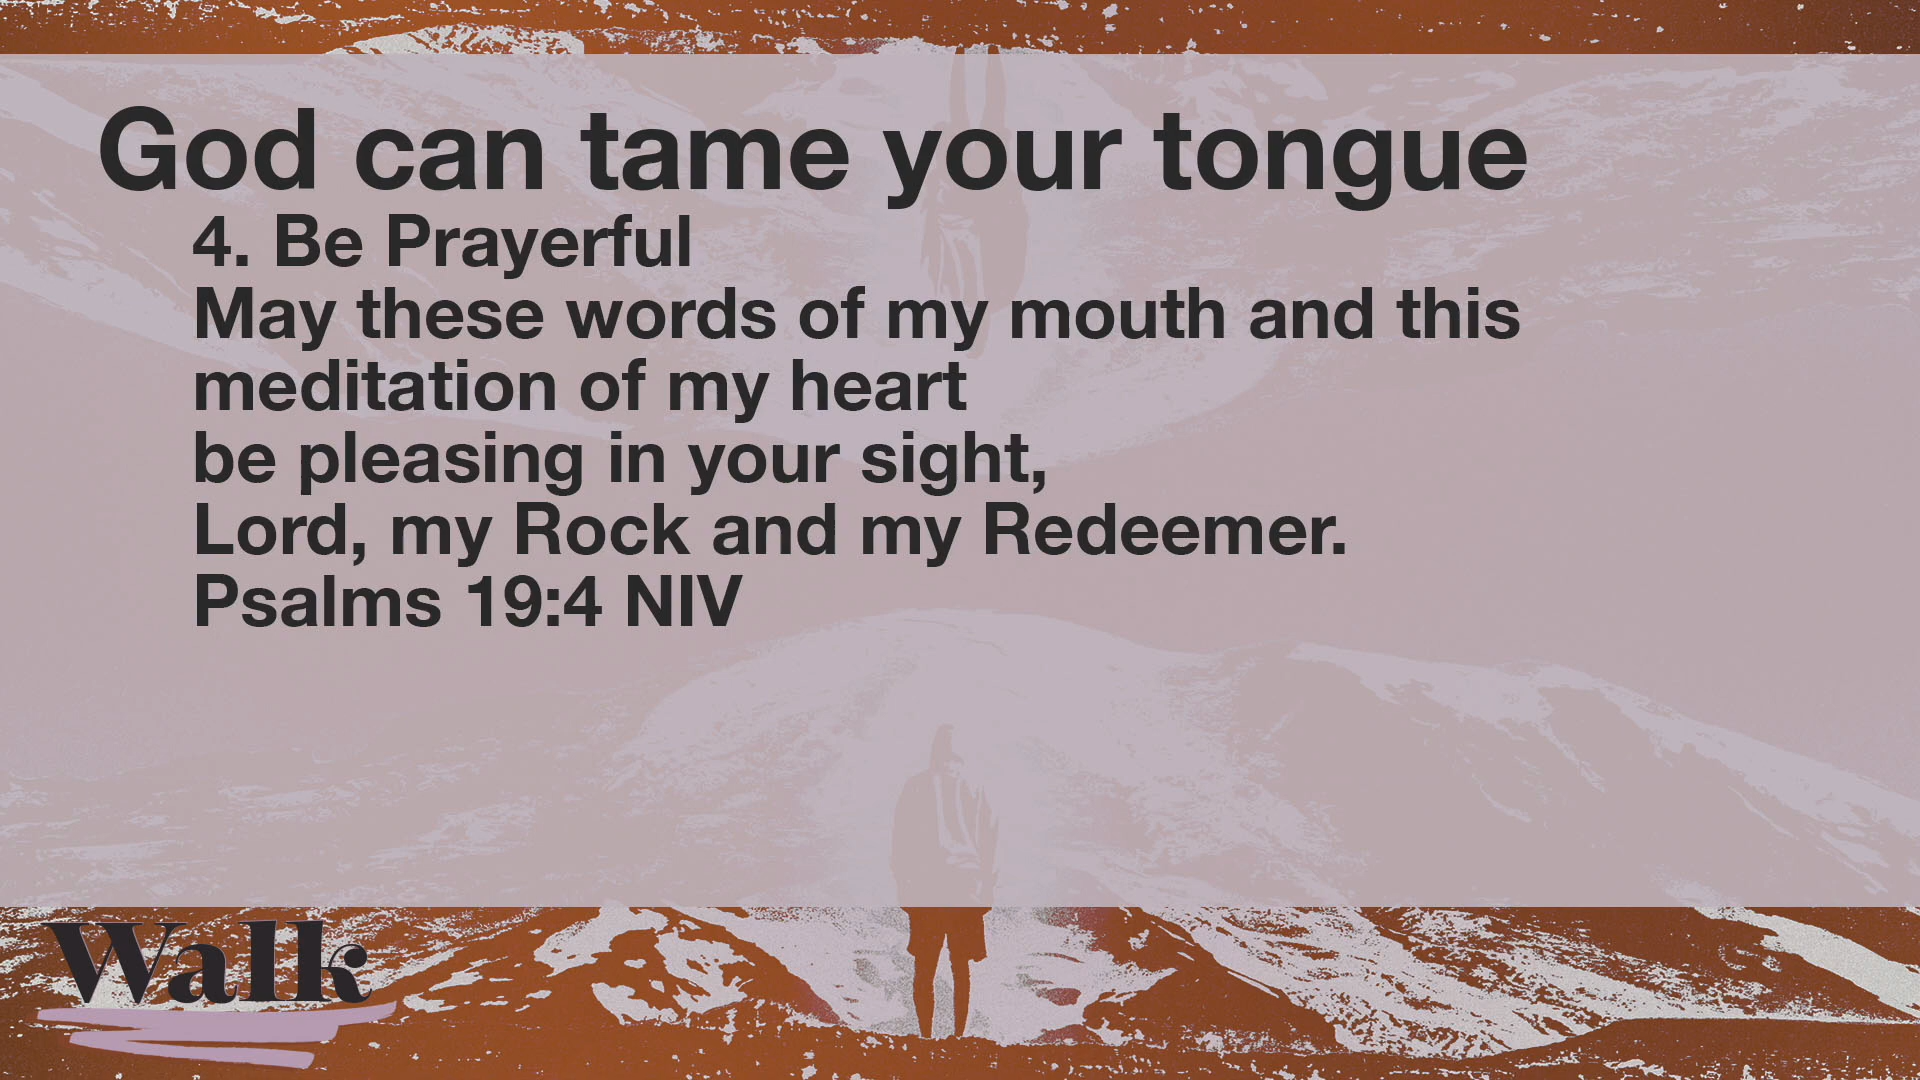 God can tame your tongue
4. Be Prayerful
May these words of my mouth and this
meditation of my heart
be pleasing in your sight,
Lord, my Rock and my Redeemer.
Psalms 19:4 NIV
Walk